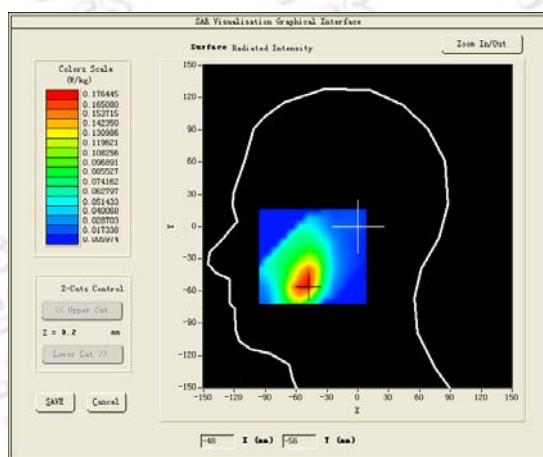 SAR Visualisation Graphical Interface
Surface Radiated Intensity
Zoom In/Out
Colors Scale
(W/kg)
0.176445
0.165080
0.153715
0.142350
0.130986
0.119621
0.108256
0.096891
0.085527
0.074162
0.062797
0.051433
0.040068
0.028703
0.017338
0.005974
150
120
90
60
30
0
-30
-60
-90
-120
-150
Y
-150 -120 -90 -60 -30 0 30 60 90 120 150
X
Z-Cuts Control
<< Upper Cut
Z = 0.2 mm
Lower Cut >>
SAVE Cancel
-48 X (mm) -56 Y (mm)